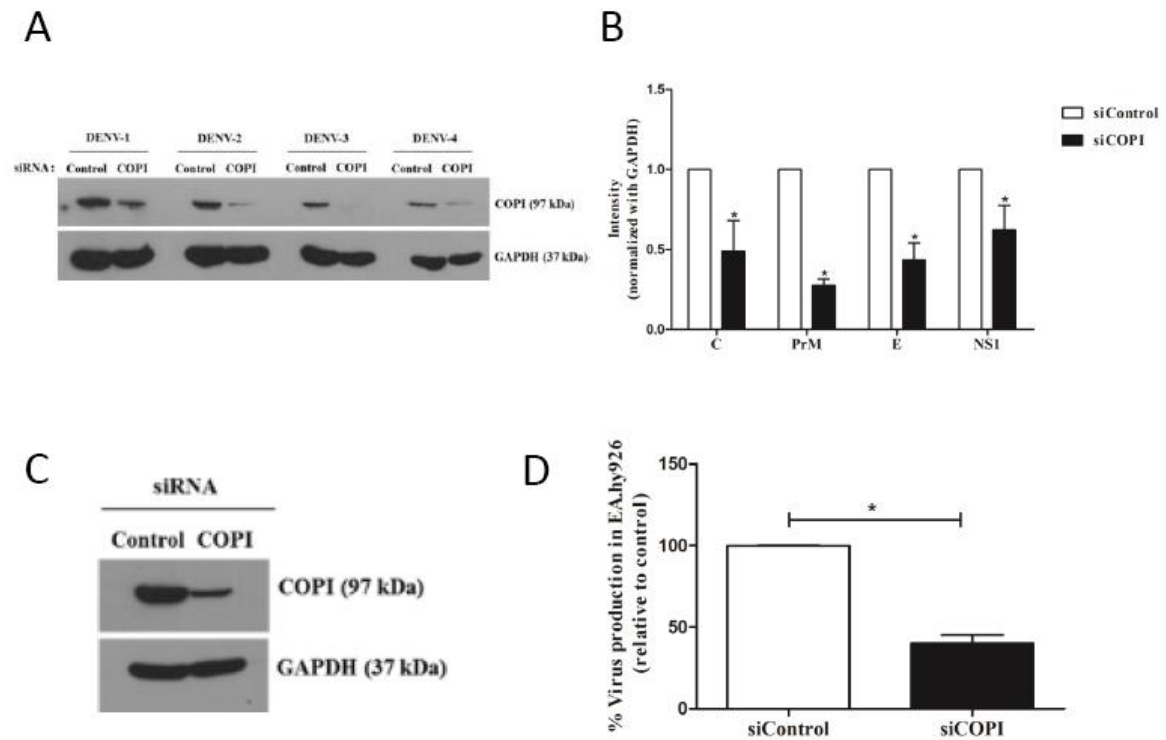 A
DENV-1 DENV-2 DENV-3 DENV-4
siRNA: Control COPI Control COPI Control COPI Control COPI
COPI (97 kDa)
GAPDH (37 kDa)
B
Intensity
(normalized with GAPDH)
1.5
1.0
0.5
0.0
* * * *
C PrM E NS1
siControl
siCOPI
C
siRNA
Control COPI
COPI (97 kDa)
GAPDH (37 kDa)
D
% Virus production in EA.hy926
(relative to control)
150
100
50
0
*
siControl siCOPI